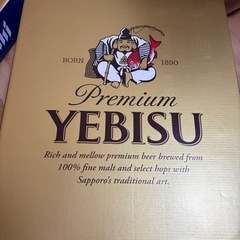 BORN 1890
Premium
YEBISU
Rich and mellow premium beer brewed from
100% fine malt and select hops with
Sapporo's traditional art.